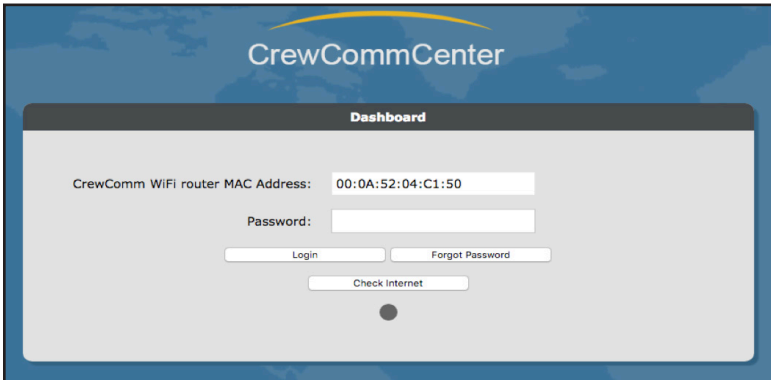 CrewCommCenter
Dashboard
CrewComm WiFi router MAC Address: 00:0A:52:04:C1:50
Password:
Login Forgot Password
Check Internet